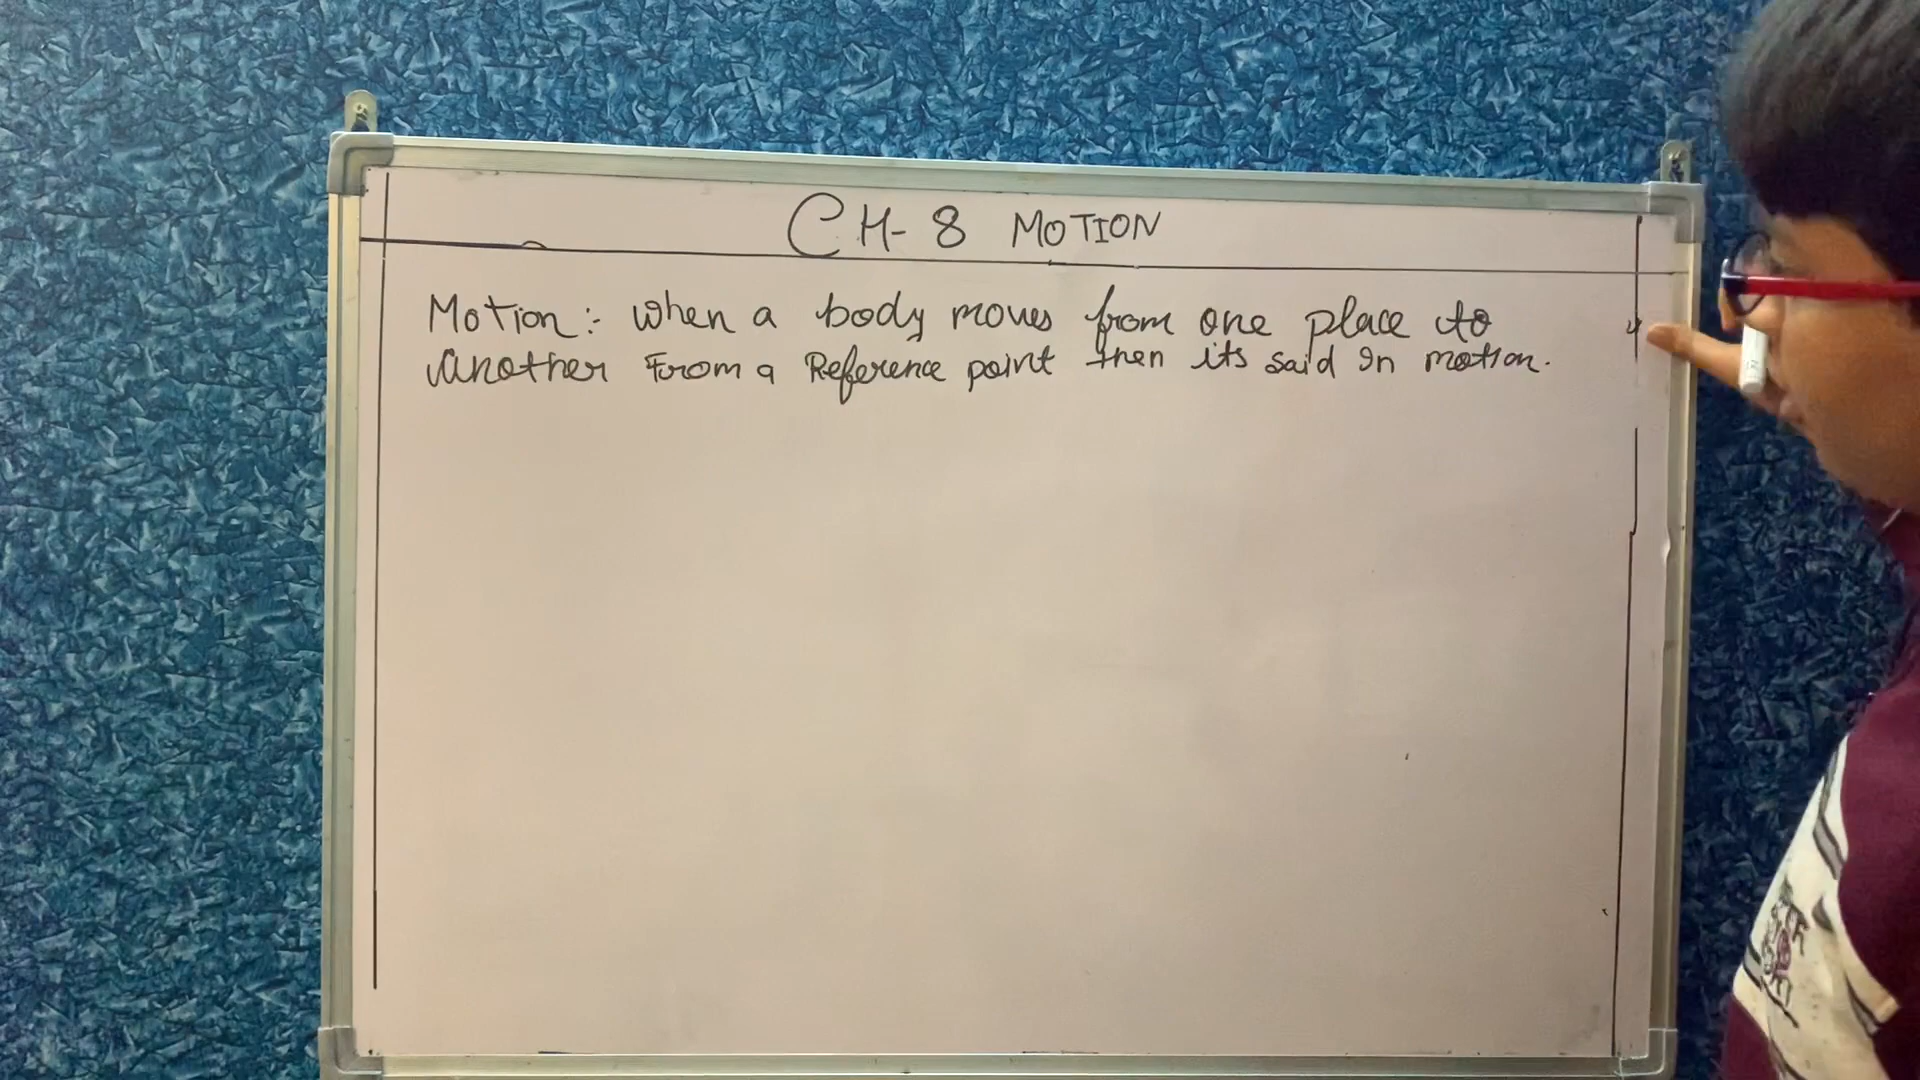 CH-8 MOTION
Motion:- when a body moves from one place to
another From a Reference point then its said In motion.